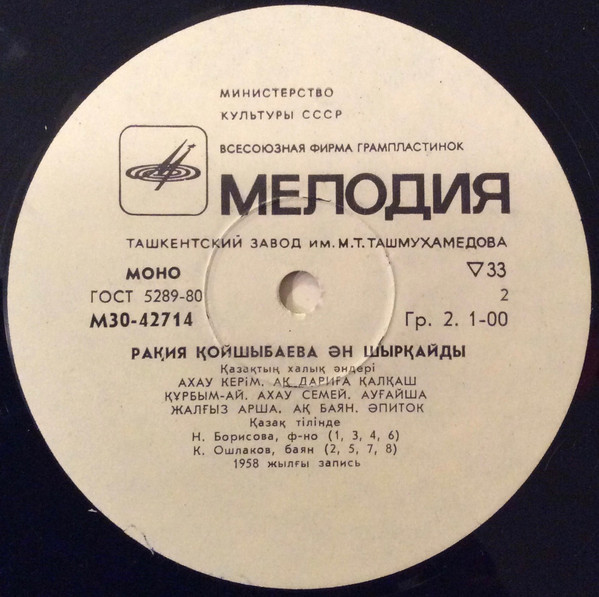 МИНИСТЕРСТВО
КУЛЬТУРЫ СССР
ВСЕСОЮЗНАЯ ФИРМА ГРАМПЛАСТИНОК
МЕЛОДИЯ
ТАШКЕНТСКИЙ ЗАВОД ИМ. М.Т. ТАШМУХАМЕДОВА
МОНО ▽33
ГОСТ 5289-80 2
М30-42714 Гр. 2. 1-00
РАҚИЯ ҚОЙШЫБАЕВА ӘН ШЫРҚАЙДЫ
Қазақтың халық әндері
АХАУ КЕРІМ. АҚ ДАРИҒА ҚАЛҚАШ
ҚҰРБЫМ-АЙ. АХАУ СЕМЕЙ. АУҒАЙША
ЖАЛҒЫЗ АРША. АҚ БАЯН. ӘПИТОК
Қазақ тілінде
Н. Борисова, ф-но (1, 3, 4, 6)
К. Ошлаков, баян (2, 5, 7, 8)
1958 жылғы запись